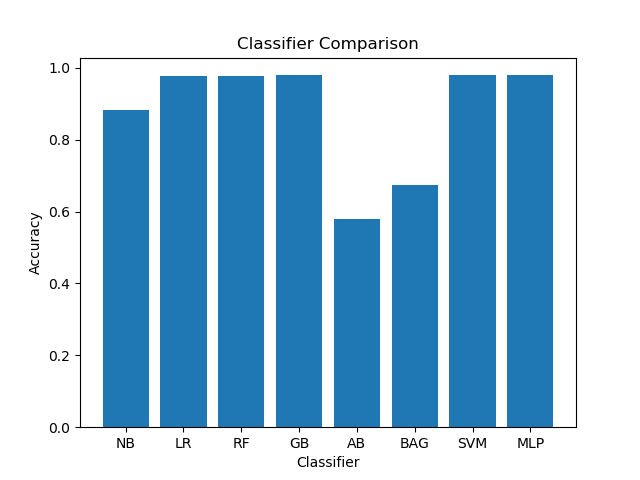 Classifier Comparison
1.0
0.8
0.6
0.4
0.2
0.0
Accuracy
NB LR RF GB AB BAG SVM MLP
Classifier